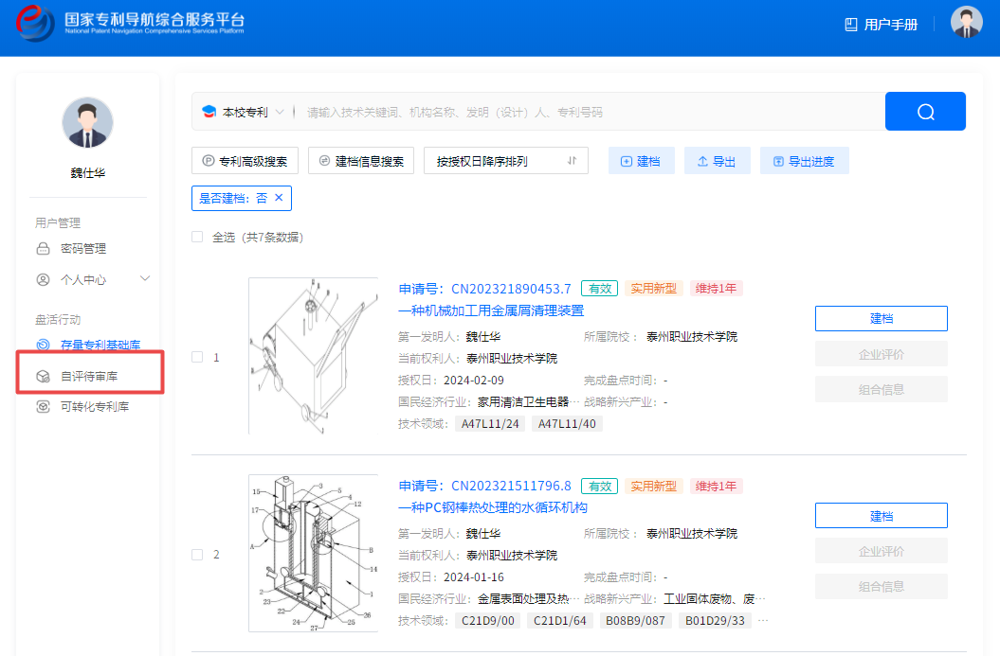 国家专利导航综合服务平台
National Patent Navigation Comprehensive Services Platform
用户手册
魏仕华
用户管理
密码管理
个人中心
盘活行动
存量专利基础库
自评待审库
可转化专利库
本校专利 请输入技术关键词、机构名称、发明（设计）人、专利号码
专利高级搜索 建档信息搜索 按授权日降序排列 建档 导出 导出进度
是否建档：否 ×
全选（共7条数据）
1
申请号：CN202321890453.7 有效 实用新型 维持1年
一种机械加工用金属屑清理装置
第一发明人：魏仕华 所属院校：泰州职业技术学院
当前权利人：泰州职业技术学院
授权日：2024-02-09 完成盘点时间：-
国民经济行业：家用清洁卫生电器… 战略新兴产业：-
技术领域：A47L11/24 A47L11/40
建档
企业评价
组合信息
2
15
3
5
4
12
17
A
B
14
1
2
23
22
24
27
25
26
申请号：CN202321511796.8 有效 实用新型 维持1年
一种PC钢棒热处理的水循环机构
第一发明人：魏仕华 所属院校：泰州职业技术学院
当前权利人：泰州职业技术学院
授权日：2024-01-16 完成盘点时间：-
国民经济行业：金属表面处理及热… 战略新兴产业：工业固体废物、废…
技术领域：C21D9/00 C21D1/64 B08B9/087 B01D29/33 …
建档
企业评价
组合信息